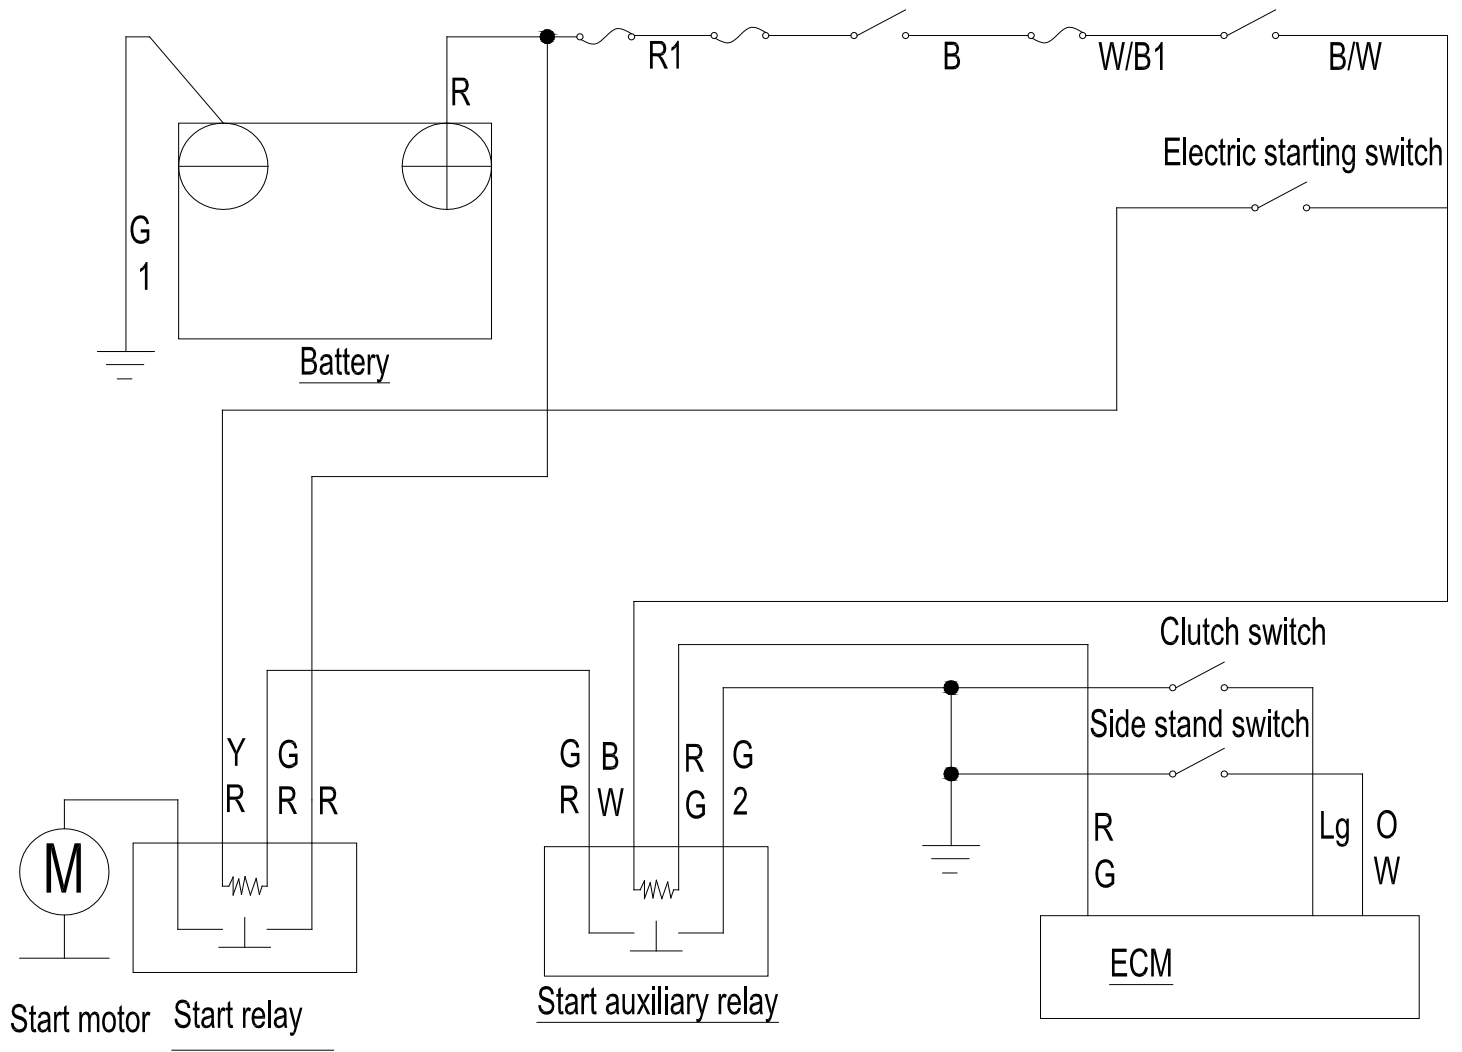 R1
B
W/B1
B/W
R
Electric starting switch
G
1
Battery
Clutch switch
Side stand switch
Y
R
G
R
R
G
R
B
W
R
G
G
2
R
G
Lg
O
W
M
ECM
Start motor
Start relay
Start auxiliary relay